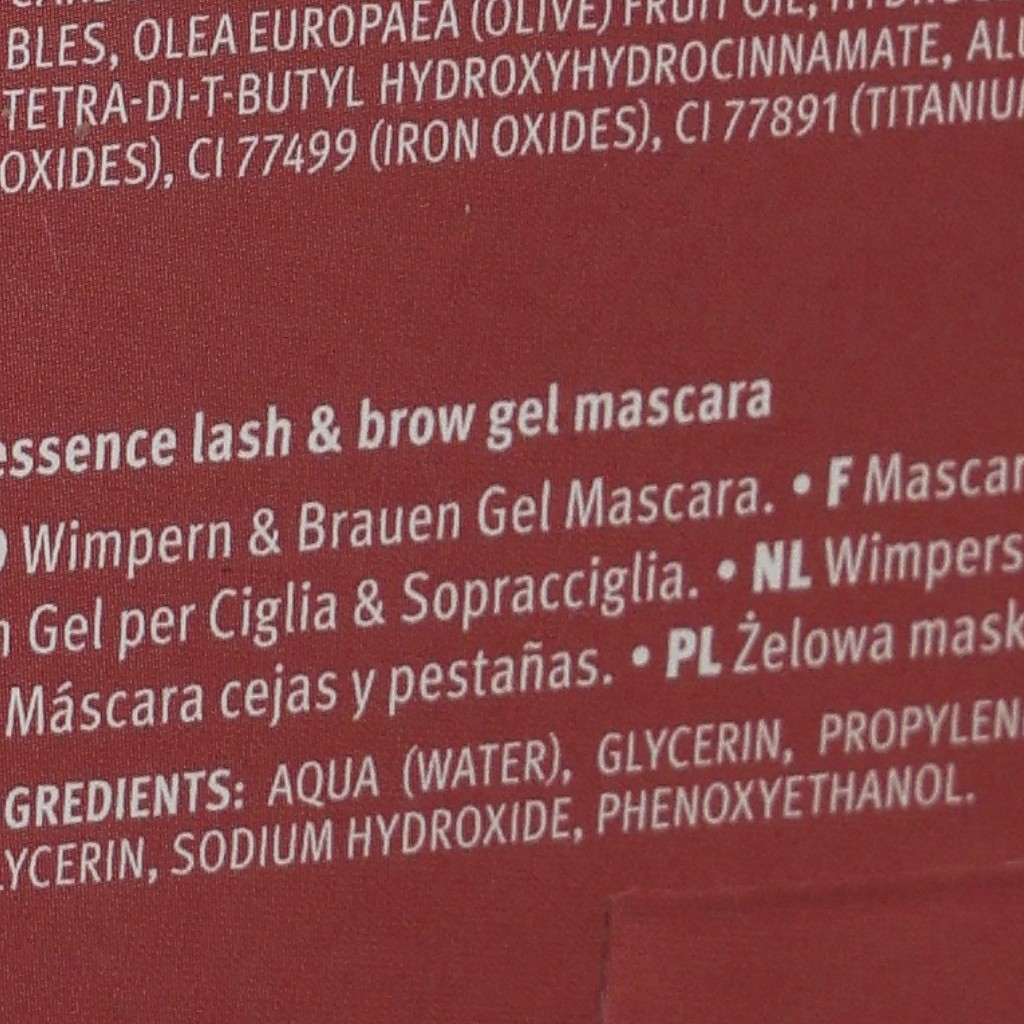 BLES, OLEA EUROPAEA (OLIVE) FRUIT OIL,
TETRA-DI-T-BUTYL HYDROXYHYDROCINNAMATE,
OXIDES), CI 77499 (IRON OXIDES), CI 77891 (TITANIU
essence lash & brow gel mascara
Wimpern & Brauen Gel Mascara. • F Mascar
Gel per Ciglia & Sopracciglia. • NL Wimpers
Máscara cejas y pestañas. • PL Żelowa mask
GREDIENTS: AQUA (WATER), GLYCERIN, PROPYLEN
LYCERIN, SODIUM HYDROXIDE, PHENOXYETHANOL.